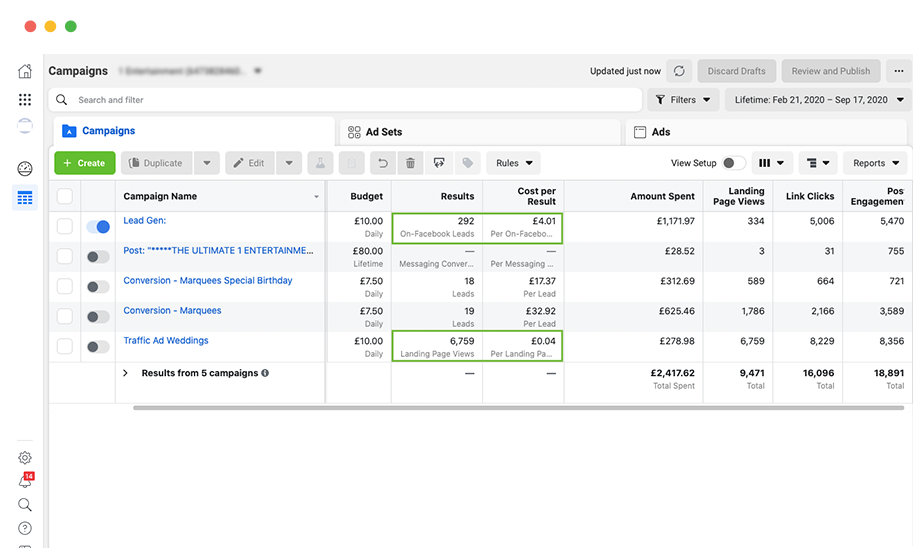 Campaigns
Updated just now
Discard Drafts
Review and Publish
Search and filter
Filters
Lifetime: Feb 21, 2020 – Sep 17, 2020
Campaigns
Ad Sets
Ads
+ Create
Duplicate
Edit
Rules
View Setup
Reports
Campaign Name
Budget
Results
Cost per
Result
Amount Spent
Landing
Page Views
Link Clicks
Pos
Engagemen
Lead Gen:
£10.00
292
£4.01
£1,171.97
334
5,006
5,470
Daily
On-Facebook Leads
Per On-Facebo...
Post: "*****THE ULTIMATE 1 ENTERTAINME...
£80.00
—
—
£28.52
3
31
755
Lifetime
Messaging Conver...
Per Messaging ...
Conversion - Marquees Special Birthday
£7.50
18
£17.37
£312.69
589
664
721
Daily
Leads
Per Lead
Conversion - Marquees
£7.50
19
£32.92
£625.46
1,786
2,166
3,589
Daily
Leads
Per Lead
Traffic Ad Weddings
£10.00
6,759
£0.04
£278.98
6,759
8,229
8,356
Daily
Landing Page Views
Per Landing Pa...
Results from 5 campaigns
—
—
£2,417.62
9,471
16,096
18,891
Total Spent
Total
Total
Total
14